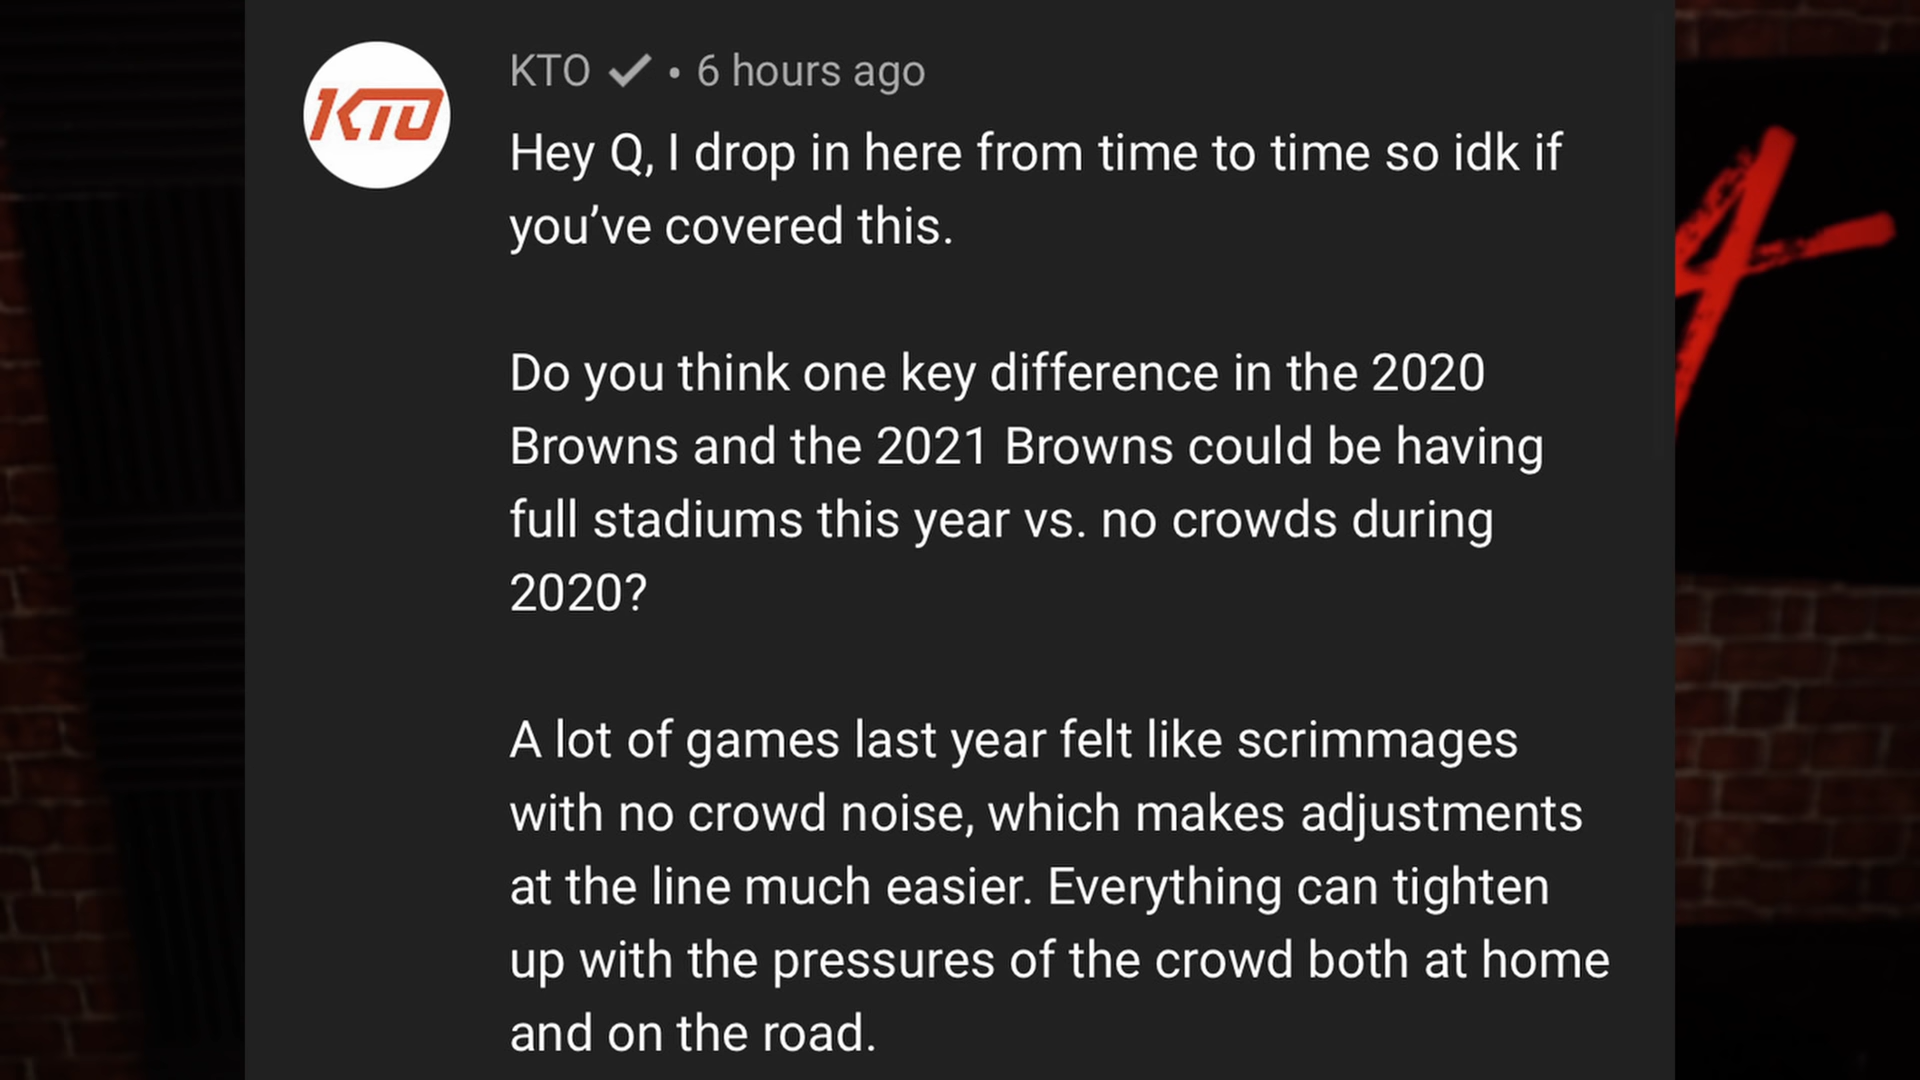 KTO ✓ • 6 hours ago
KTO
Hey Q, I drop in here from time to time so idk if
you’ve covered this.
Do you think one key difference in the 2020
Browns and the 2021 Browns could be having
full stadiums this year vs. no crowds during
2020?
A lot of games last year felt like scrimmages
with no crowd noise, which makes adjustments
at the line much easier. Everything can tighten
up with the pressures of the crowd both at home
and on the road.